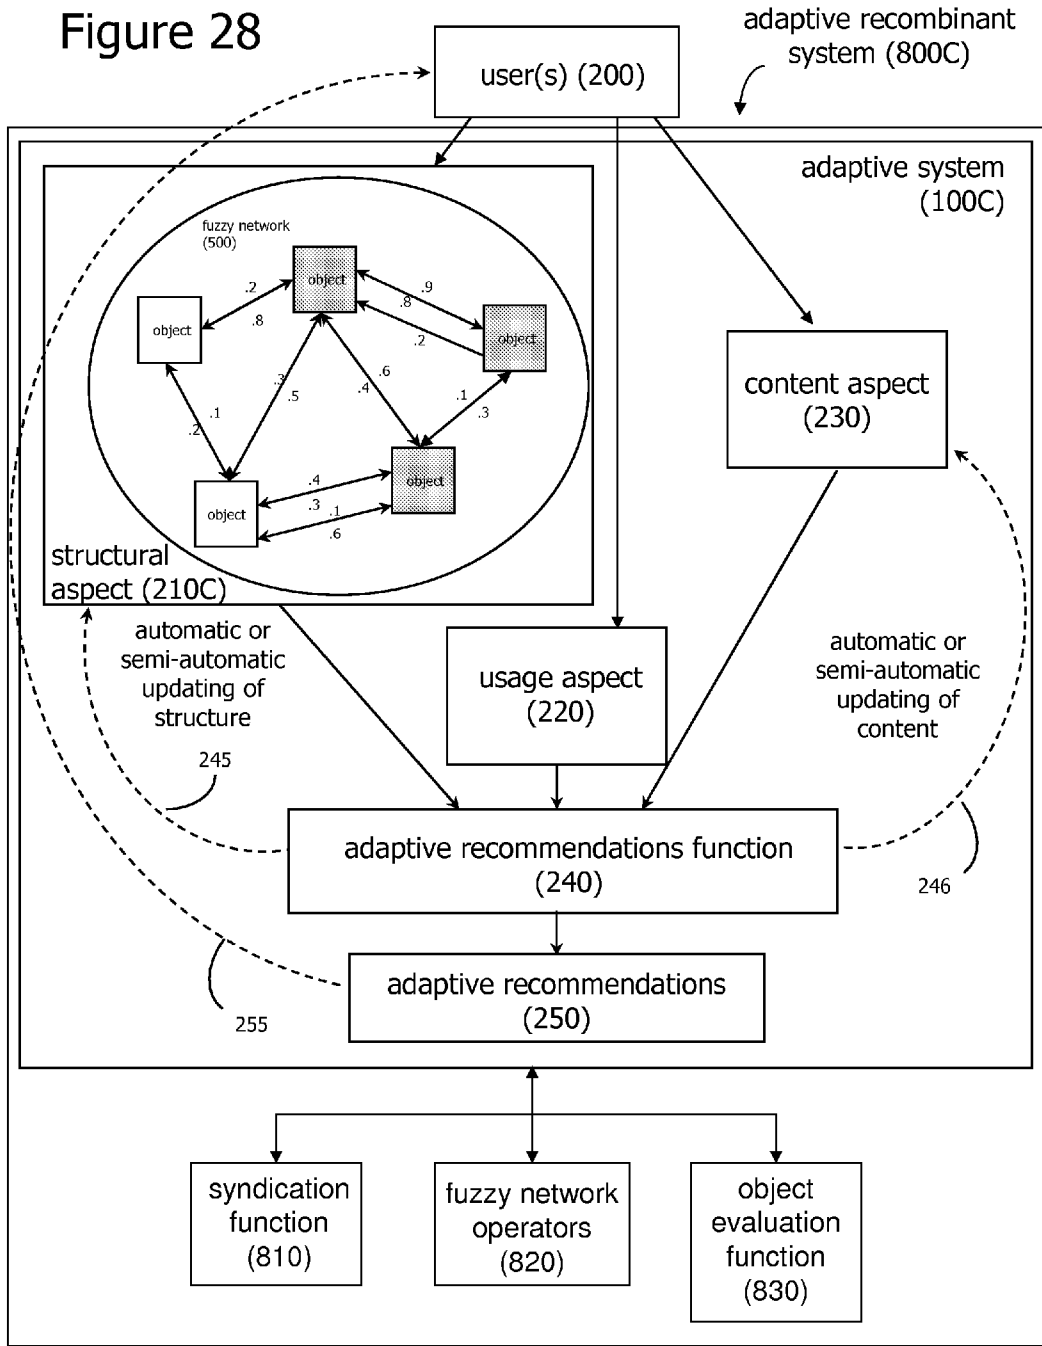 Figure 28
adaptive recombinant
system (800C)
user(s) (200)
adaptive system
(100C)
fuzzy network
(500)
object
object
object
object
object
.2
.8
.9
.8
.2
.3
.5
.6
.4
.1
.3
.1
.2
.4
.3
.1
.6
structural
aspect (210C)
content aspect
(230)
usage aspect
(220)
automatic or
semi-automatic
updating of
structure
245
automatic or
semi-automatic
updating of
content
246
adaptive recommendations function
(240)
adaptive recommendations
(250)
255
syndication
function
(810)
fuzzy network
operators
(820)
object
evaluation
function
(830)